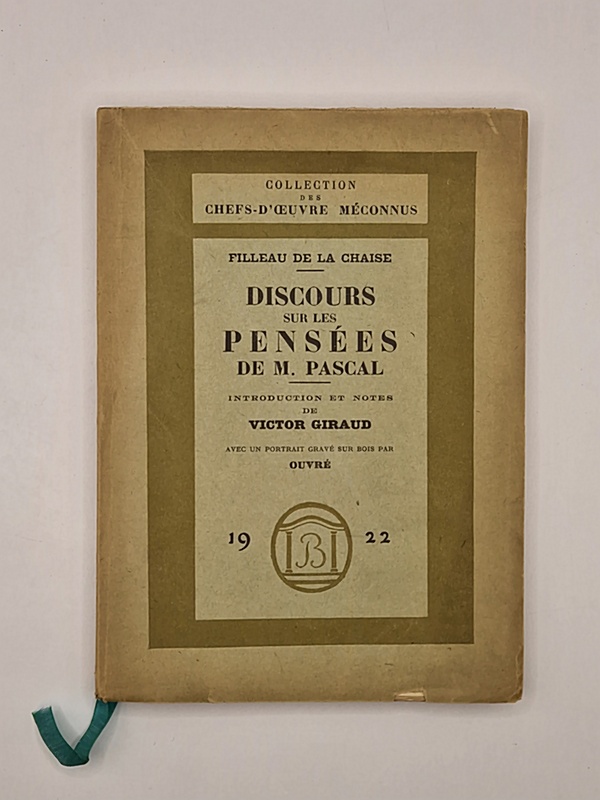 COLLECTION
DES
CHEFS-D'ŒUVRE MÉCONNUS
FILLEAU DE LA CHAISE
DISCOURS
SUR LES
PENSÉES
DE M. PASCAL
INTRODUCTION ET NOTES
DE
VICTOR GIRAUD
AVEC UN PORTRAIT GRAVÉ SUR BOIS PAR
OUVRÉ
19 B 22